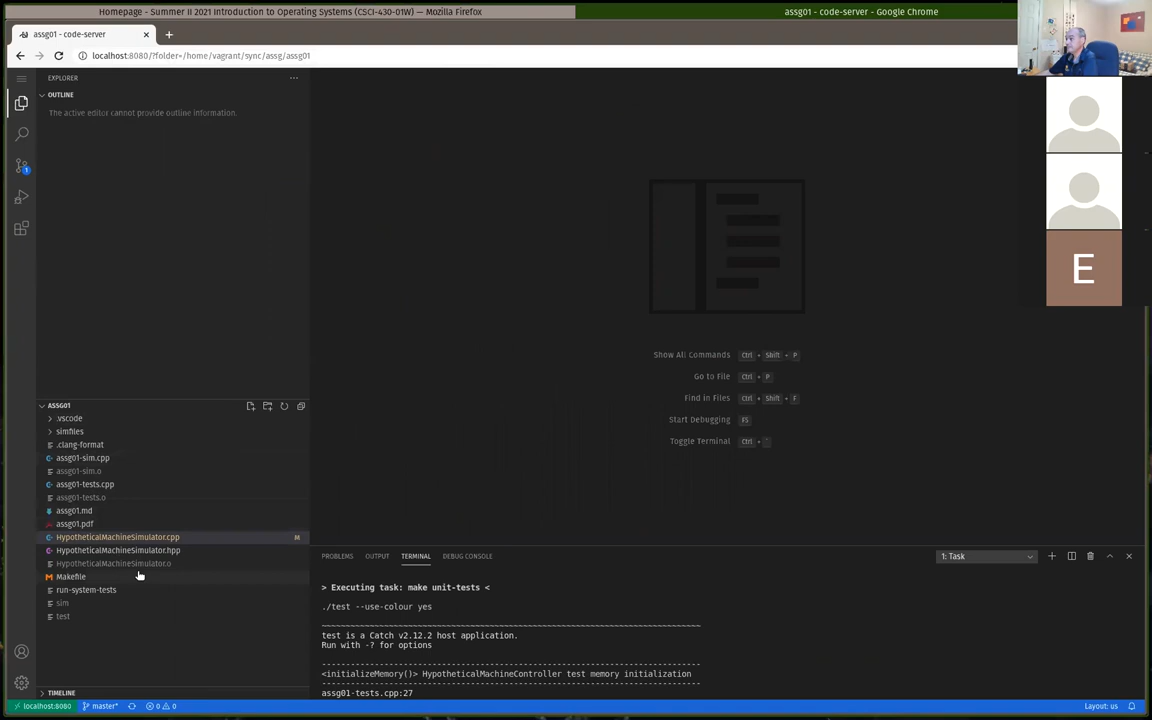 Homepage - Summer II 2021 Introduction to Operating Systems (CSCI-430-01W) — Mozilla Firefox
assg01 - code-server - Google Chrome
assg01 - code-server
localhost:8080/?folder=/home/vagrant/sync/assg/assg01
EXPLORER
OUTLINE
The active editor cannot provide outline information.
E
Show All Commands Ctrl + Shift + P
Go to File Ctrl + P
Find in Files Ctrl + Shift + F
Start Debugging F5
Toggle Terminal Ctrl + `
ASSG01
.vscode
simfiles
.clang-format
assg01-sim.cpp
assg01-sim.o
assg01-tests.cpp
assg01-tests.o
assg01.md
assg01.pdf
HypotheticalMachineSimulator.cpp M
HypotheticalMachineSimulator.hpp
HypotheticalMachineSimulator.o
Makefile
run-system-tests
sim
test
TIMELINE
PROBLEMS OUTPUT TERMINAL DEBUG CONSOLE
1: Task
> Executing task: make unit-tests <
./test --use-colour yes
~~~~~~~~~~~~~~~~~~~~~~~~~~~~~~~~~~~~~~~~~~~~~~~~~~~~~~~~~~~~~~~~~~~~~~~~~~~~~~~
test is a Catch v2.12.2 host application.
Run with -? for options
-------------------------------------------------------------------------------
<initializeMemory()> HypotheticalMachineController test memory initialization
-------------------------------------------------------------------------------
assg01-tests.cpp:27
localhost:8080 master* 0 0 Layout: us